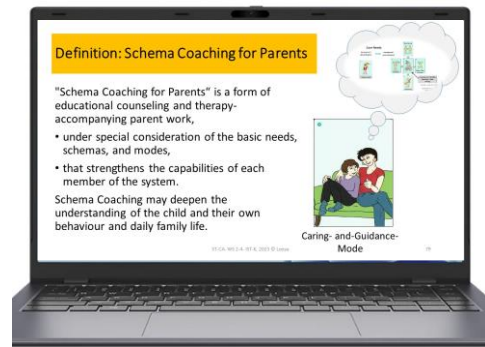 Definition: Schema Coaching for Parents
"Schema Coaching for Parents" is a form of
educational counseling and therapy-
accompanying parent work,
• under special consideration of the basic needs,
schemas, and modes,
• that strengthens the capabilities of each
member of the system.
Schema Coaching may deepen the
understanding of the child and their own
behaviour and daily family life.
Caring- and-Guidance-
Mode